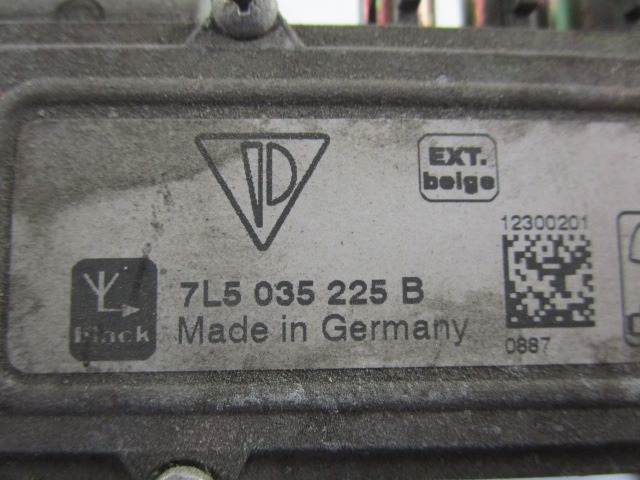 EXT.
beige
12300201
7L5 035 225 B
black
Made in Germany
0887